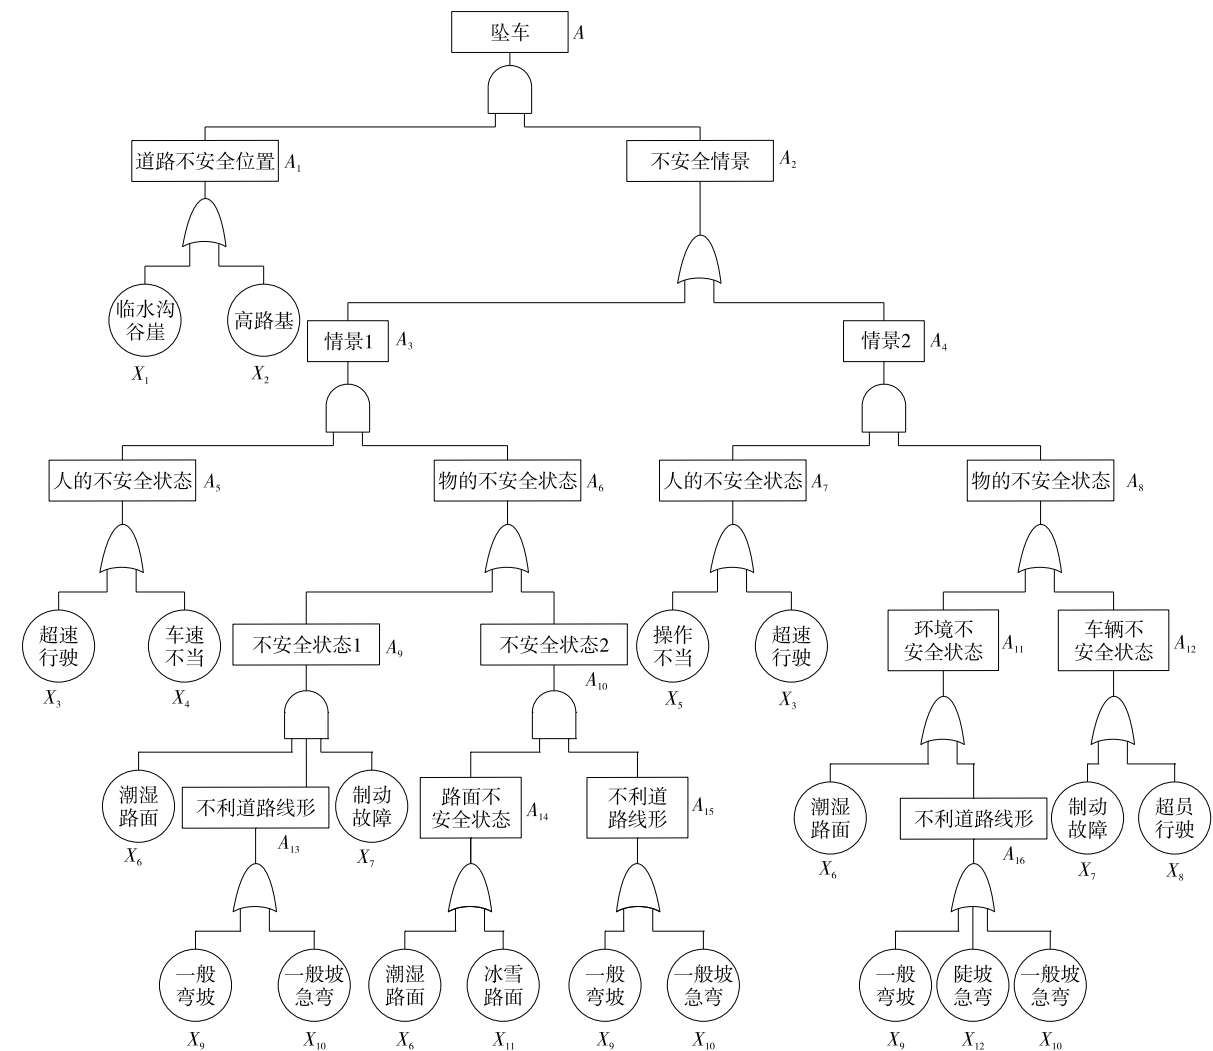 坠车 A
道路不安全位置 A1
不安全情景 A2
临水沟
谷崖
X1
高路基
X2
情景1 A3
情景2 A4
人的不安全状态 A5
物的不安全状态 A6
人的不安全状态 A7
物的不安全状态 A8
超速
行驶
X3
车速
不当
X4
不安全状态1 A9
不安全状态2
A10
操作
不当
X5
超速
行驶
X3
环境不
安全状态 A11
车辆不
安全状态 A12
潮湿
路面
X6
不利道路线形
A13
制动
故障
X7
路面不
安全状态 A14
不利道
路线形 A15
潮湿
路面
X6
不利道路线形
A16
制动
故障
X7
超员
行驶
X8
一般
弯坡
X9
一般坡
急弯
X10
潮湿
路面
X6
冰雪
路面
X11
一般
弯坡
X9
一般坡
急弯
X10
一般
弯坡
X9
陡坡
急弯
X12
一般坡
急弯
X10